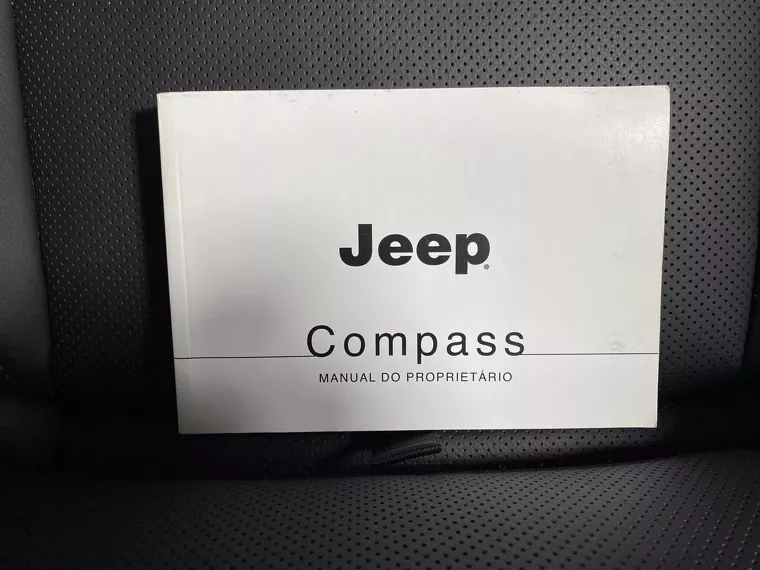 Jeep®
Compass
MANUAL DO PROPRIETÁRIO